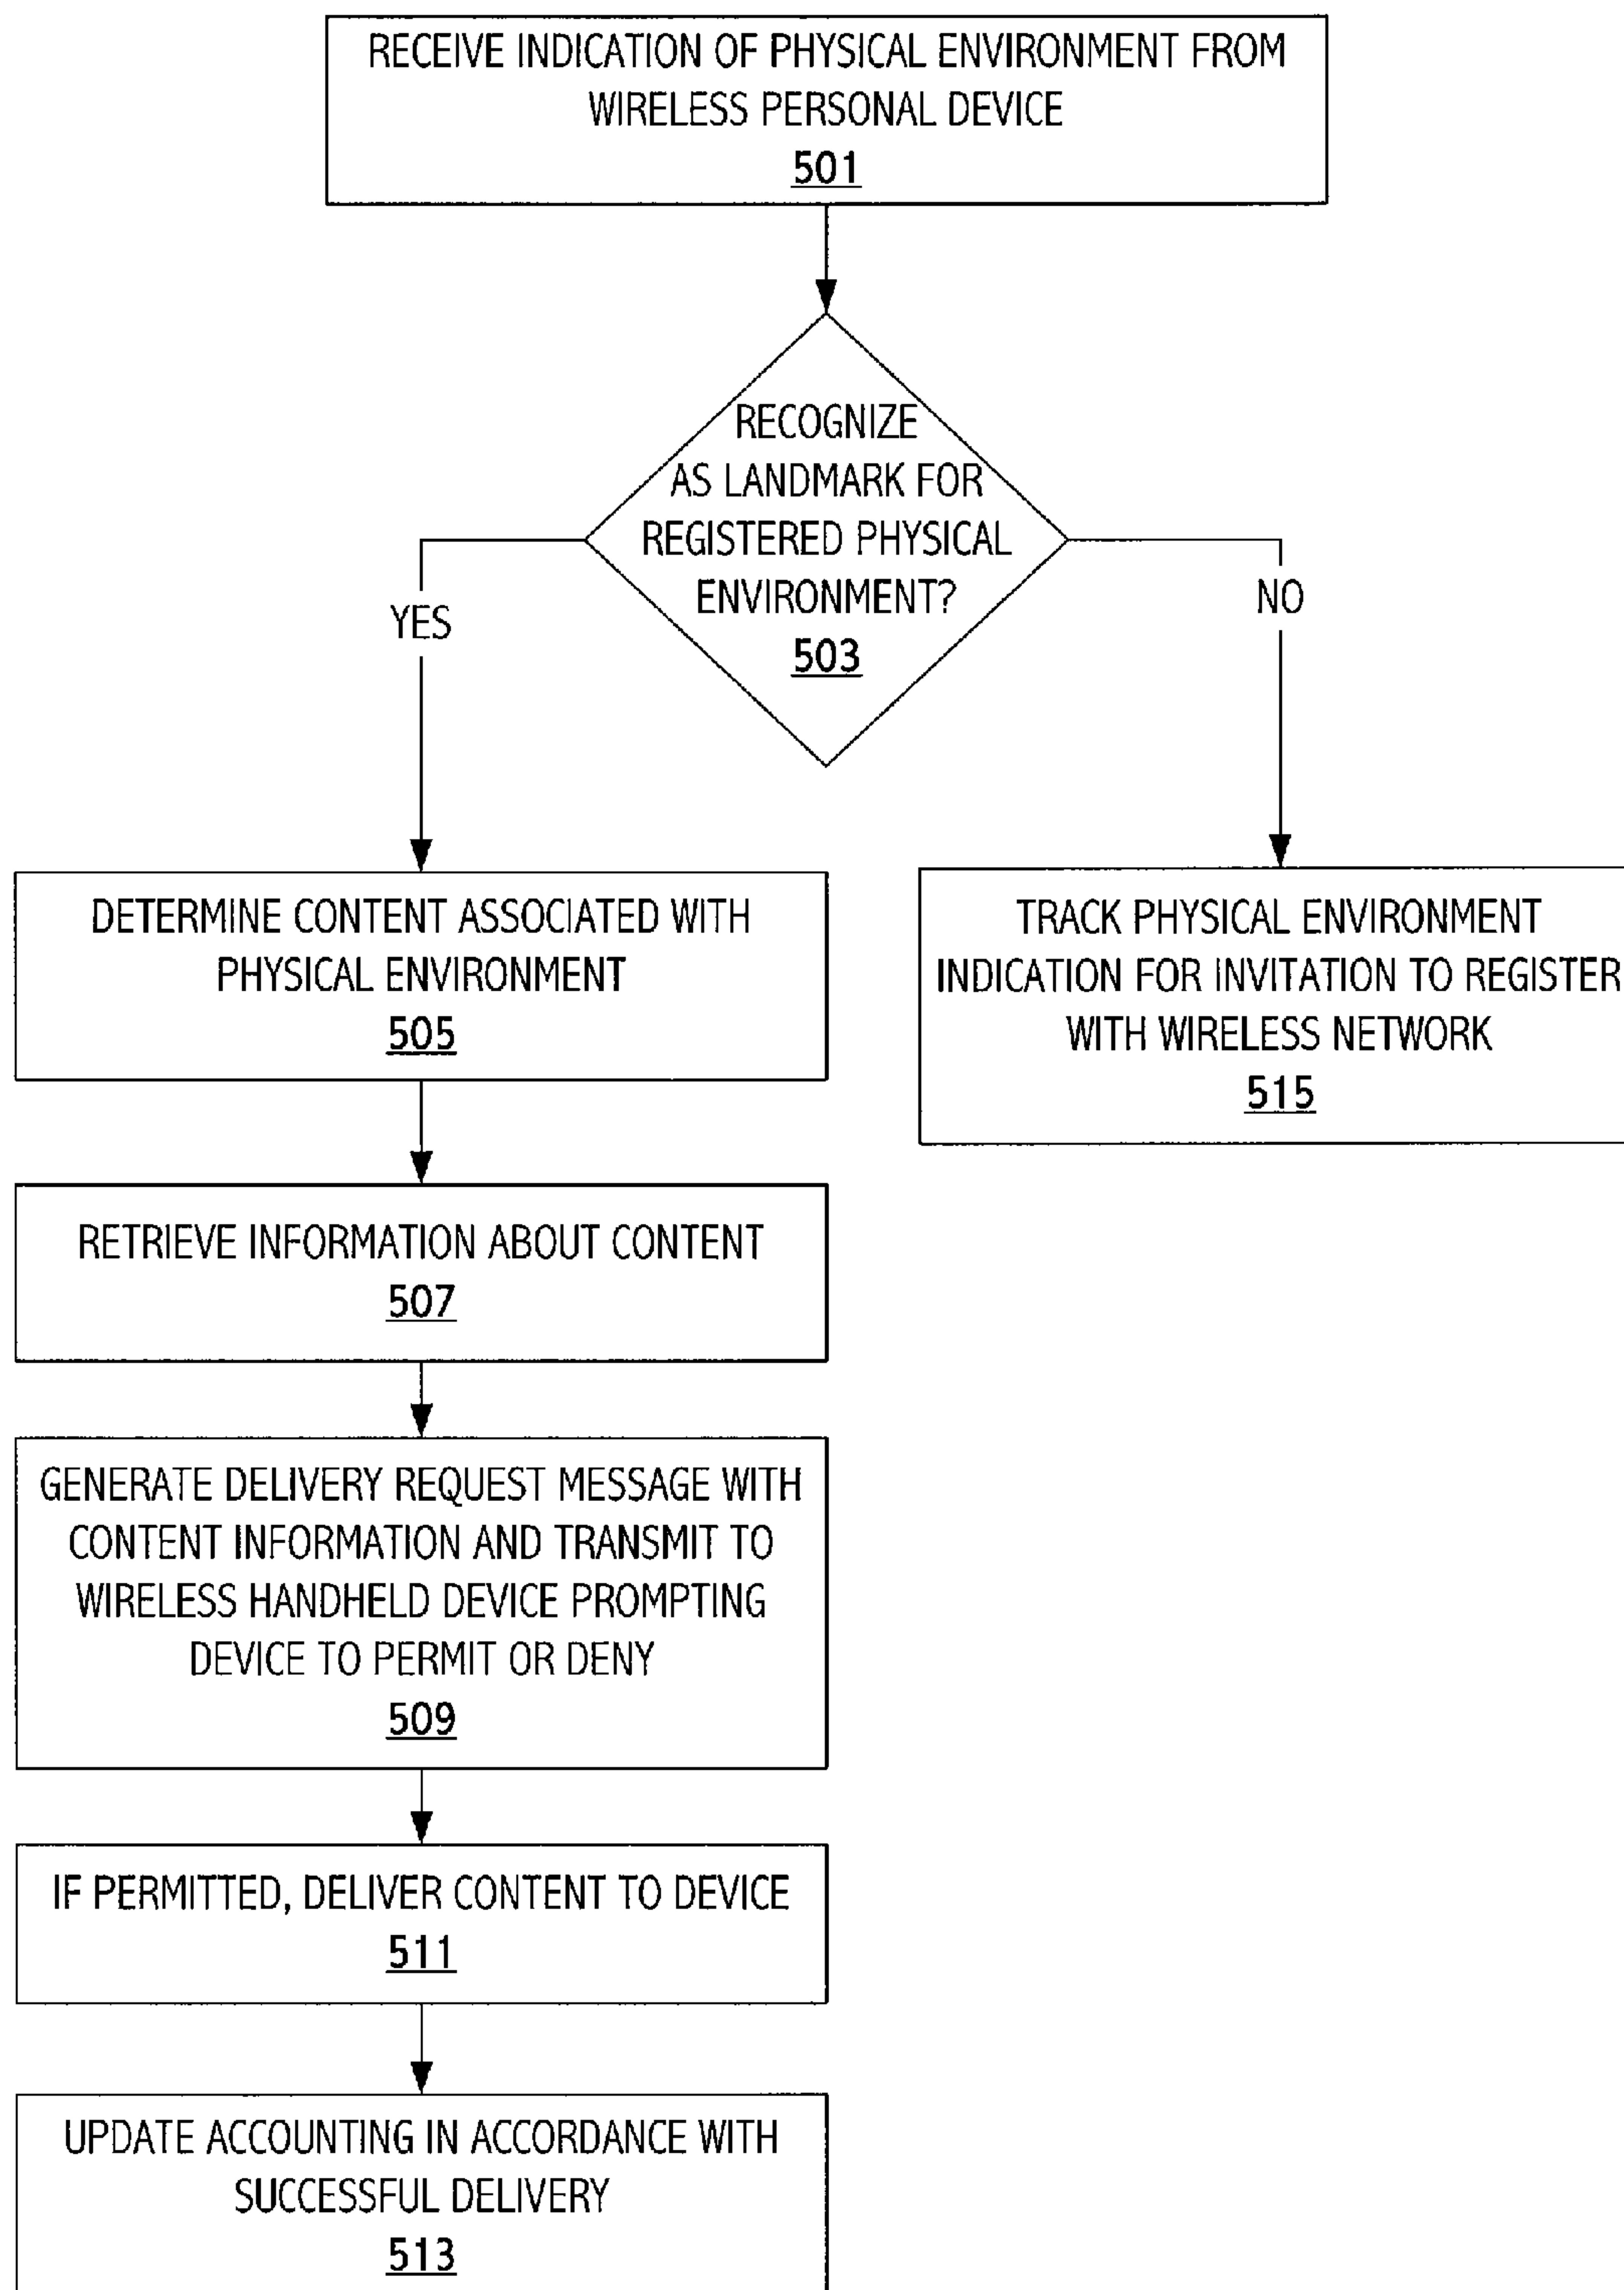 RECEIVE INDICATION OF PHYSICAL ENVIRONMENT FROM
WIRELESS PERSONAL DEVICE
501
RECOGNIZE
AS LANDMARK FOR
REGISTERED PHYSICAL
ENVIRONMENT?
503
YES
NO
DETERMINE CONTENT ASSOCIATED WITH
PHYSICAL ENVIRONMENT
505
TRACK PHYSICAL ENVIRONMENT
INDICATION FOR INVITATION TO REGISTER
WITH WIRELESS NETWORK
515
RETRIEVE INFORMATION ABOUT CONTENT
507
GENERATE DELIVERY REQUEST MESSAGE WITH
CONTENT INFORMATION AND TRANSMIT TO
WIRELESS HANDHELD DEVICE PROMPTING
DEVICE TO PERMIT OR DENY
509
IF PERMITTED, DELIVER CONTENT TO DEVICE
511
UPDATE ACCOUNTING IN ACCORDANCE WITH
SUCCESSFUL DELIVERY
513